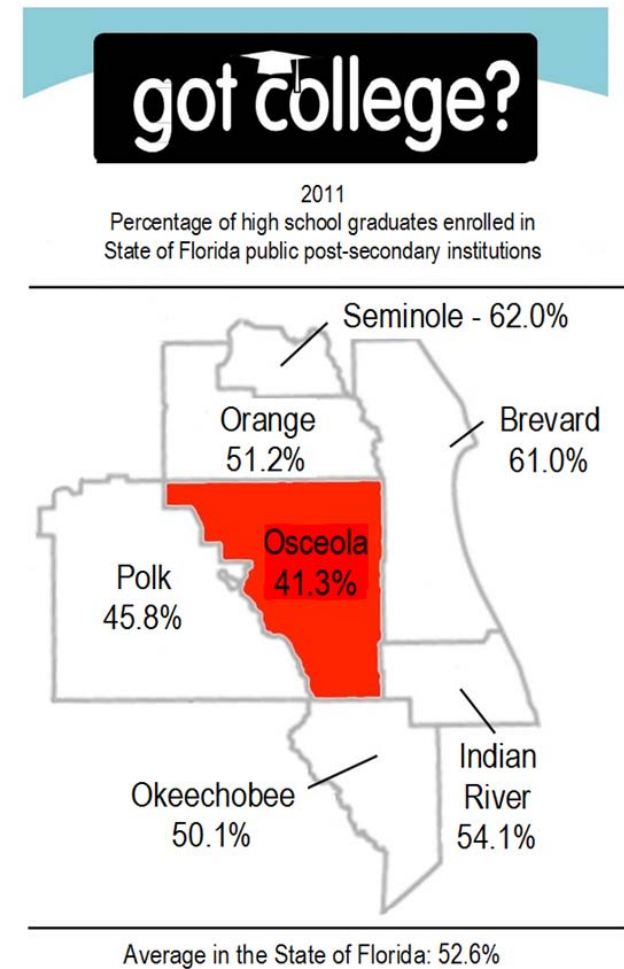 got college?
2011
Percentage of high school graduates enrolled in
State of Florida public post-secondary institutions
Seminole - 62.0%
Orange
51.2%
Brevard
61.0%
Osceola
41.3%
Polk
45.8%
Indian
River
54.1%
Okeechobee
50.1%
Average in the State of Florida: 52.6%